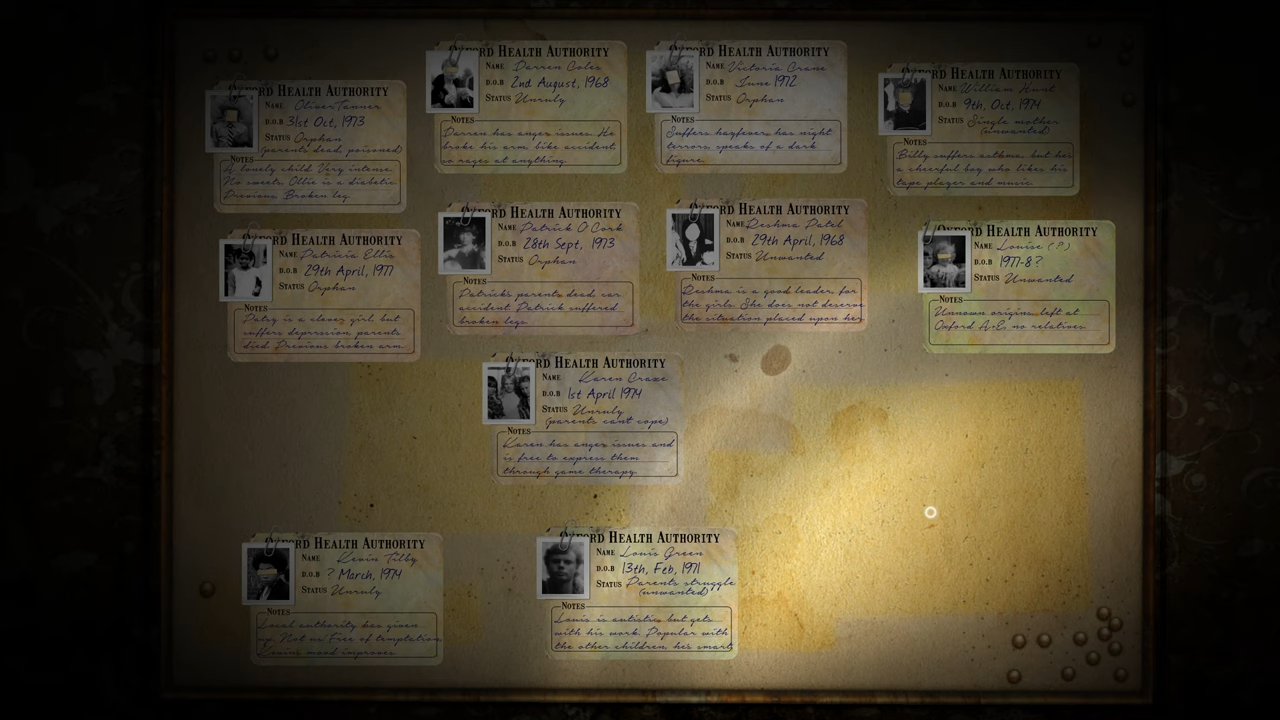 Oxford Health Authority
Name Oliver Tanner
D.O.B 31st Oct, 1973
Status Orphan
(parents dead, poisoned)
Notes
A lonely child Very intense.
No sweets, Ollie is a diabetic
Previous Broken leg.
Oxford Health Authority
Name Darren Coles
D.O.B 2nd August, 1968
Status Unruly
Notes
Darren has anger issues. He
broke his arm, bike accident
so rages at anything.
Oxford Health Authority
Name Victoria Crane
D.O.B June 1972
Status Orphan
Notes
Suffers hayfever, has night
terrors, speaks of a dark
figure.
Oxford Health Authority
Name William Hunt
D.O.B 9th, Oct, 1974
Status Single mother
(unwanted)
Notes
Billy suffers asthma, but he's
a cheerful boy who likes his
tape player and music.
Oxford Health Authority
Name Patricia Ellis
D.O.B 29th April, 1977
Status Orphan
Notes
Patsy is a clever girl, but
suffers depression, parents
died. Previous broken arm.
Oxford Health Authority
Name Patrick O'Cork
D.O.B 28th Sept, 1973
Status Orphan
Notes
Patrick's parents dead, car
accident. Patrick suffered
broken legs.
Oxford Health Authority
Name Reshma Patel
D.O.B 29th April, 1968
Status Unwanted
Notes
Reshma is a good leader, for
the girls. She does not deserve
the situation placed upon her.
Oxford Health Authority
Name Louise (?)
D.O.B 1977-8?
Status Unwanted
Notes
Unnown origins, left at
Oxford A+E, no relatives.
Oxford Health Authority
Name Karen Craze
D.O.B 1st April 1974
Status Unruly
(parents cant cope)
Notes
Karen has anger issues and
is free to express them
through game therapy.
Oxford Health Authority
Name Kevin Tilby
D.O.B ? March, 1974
Status Unruly
Notes
Local authority has given
up. Not us! Free of temptation,
Kevins mood improves.
Oxford Health Authority
Name Louis Green
D.O.B 13th, Feb, 1971
Status Parents struggle
(unwanted)
Notes
Louis is autistic, but gets
with his work. Popular with
the other children, he's smart